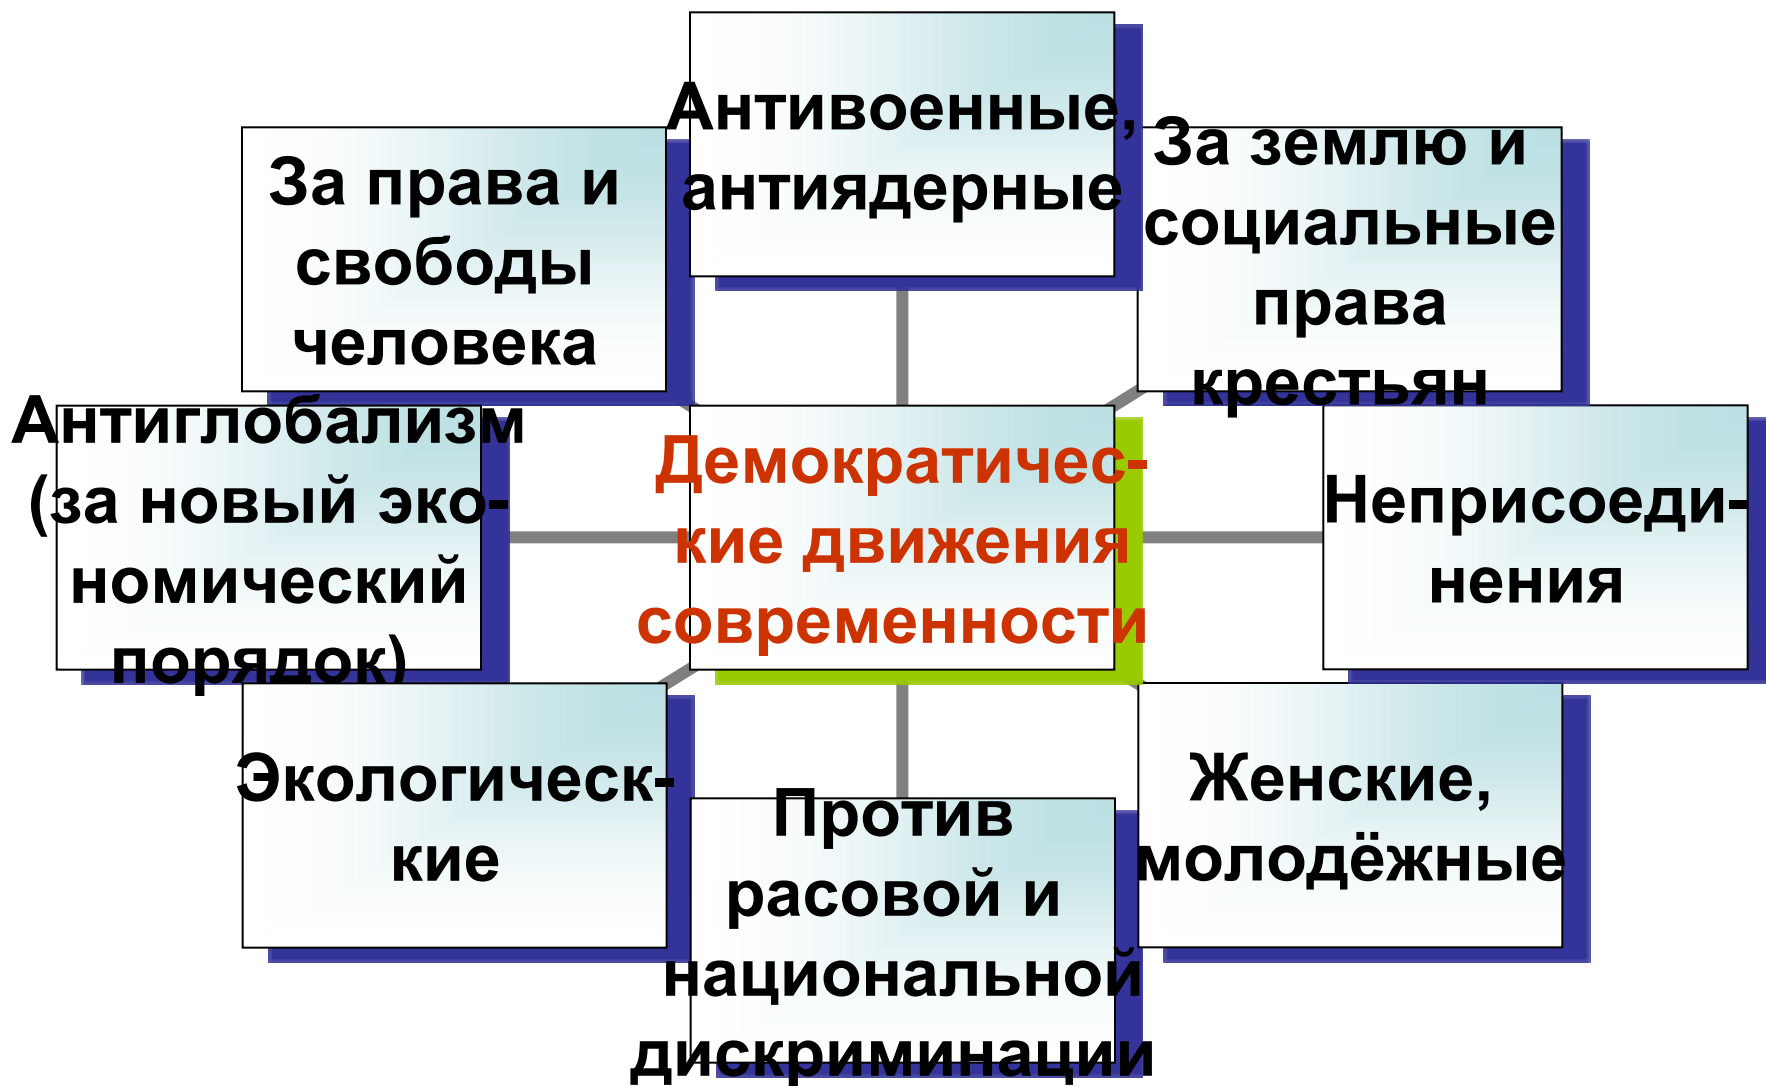 Антивоенные,
антиядерные
За землю и
социальные
права
крестьян
Неприсоеди-
нения
Женские,
молодёжные
Против
расовой и
национальной
дискриминации
Экологическ-
кие
Антиглобализм
(за новый эко-
номический
порядок)
За права и
свободы
человека
Демократичес-
кие движения
современности